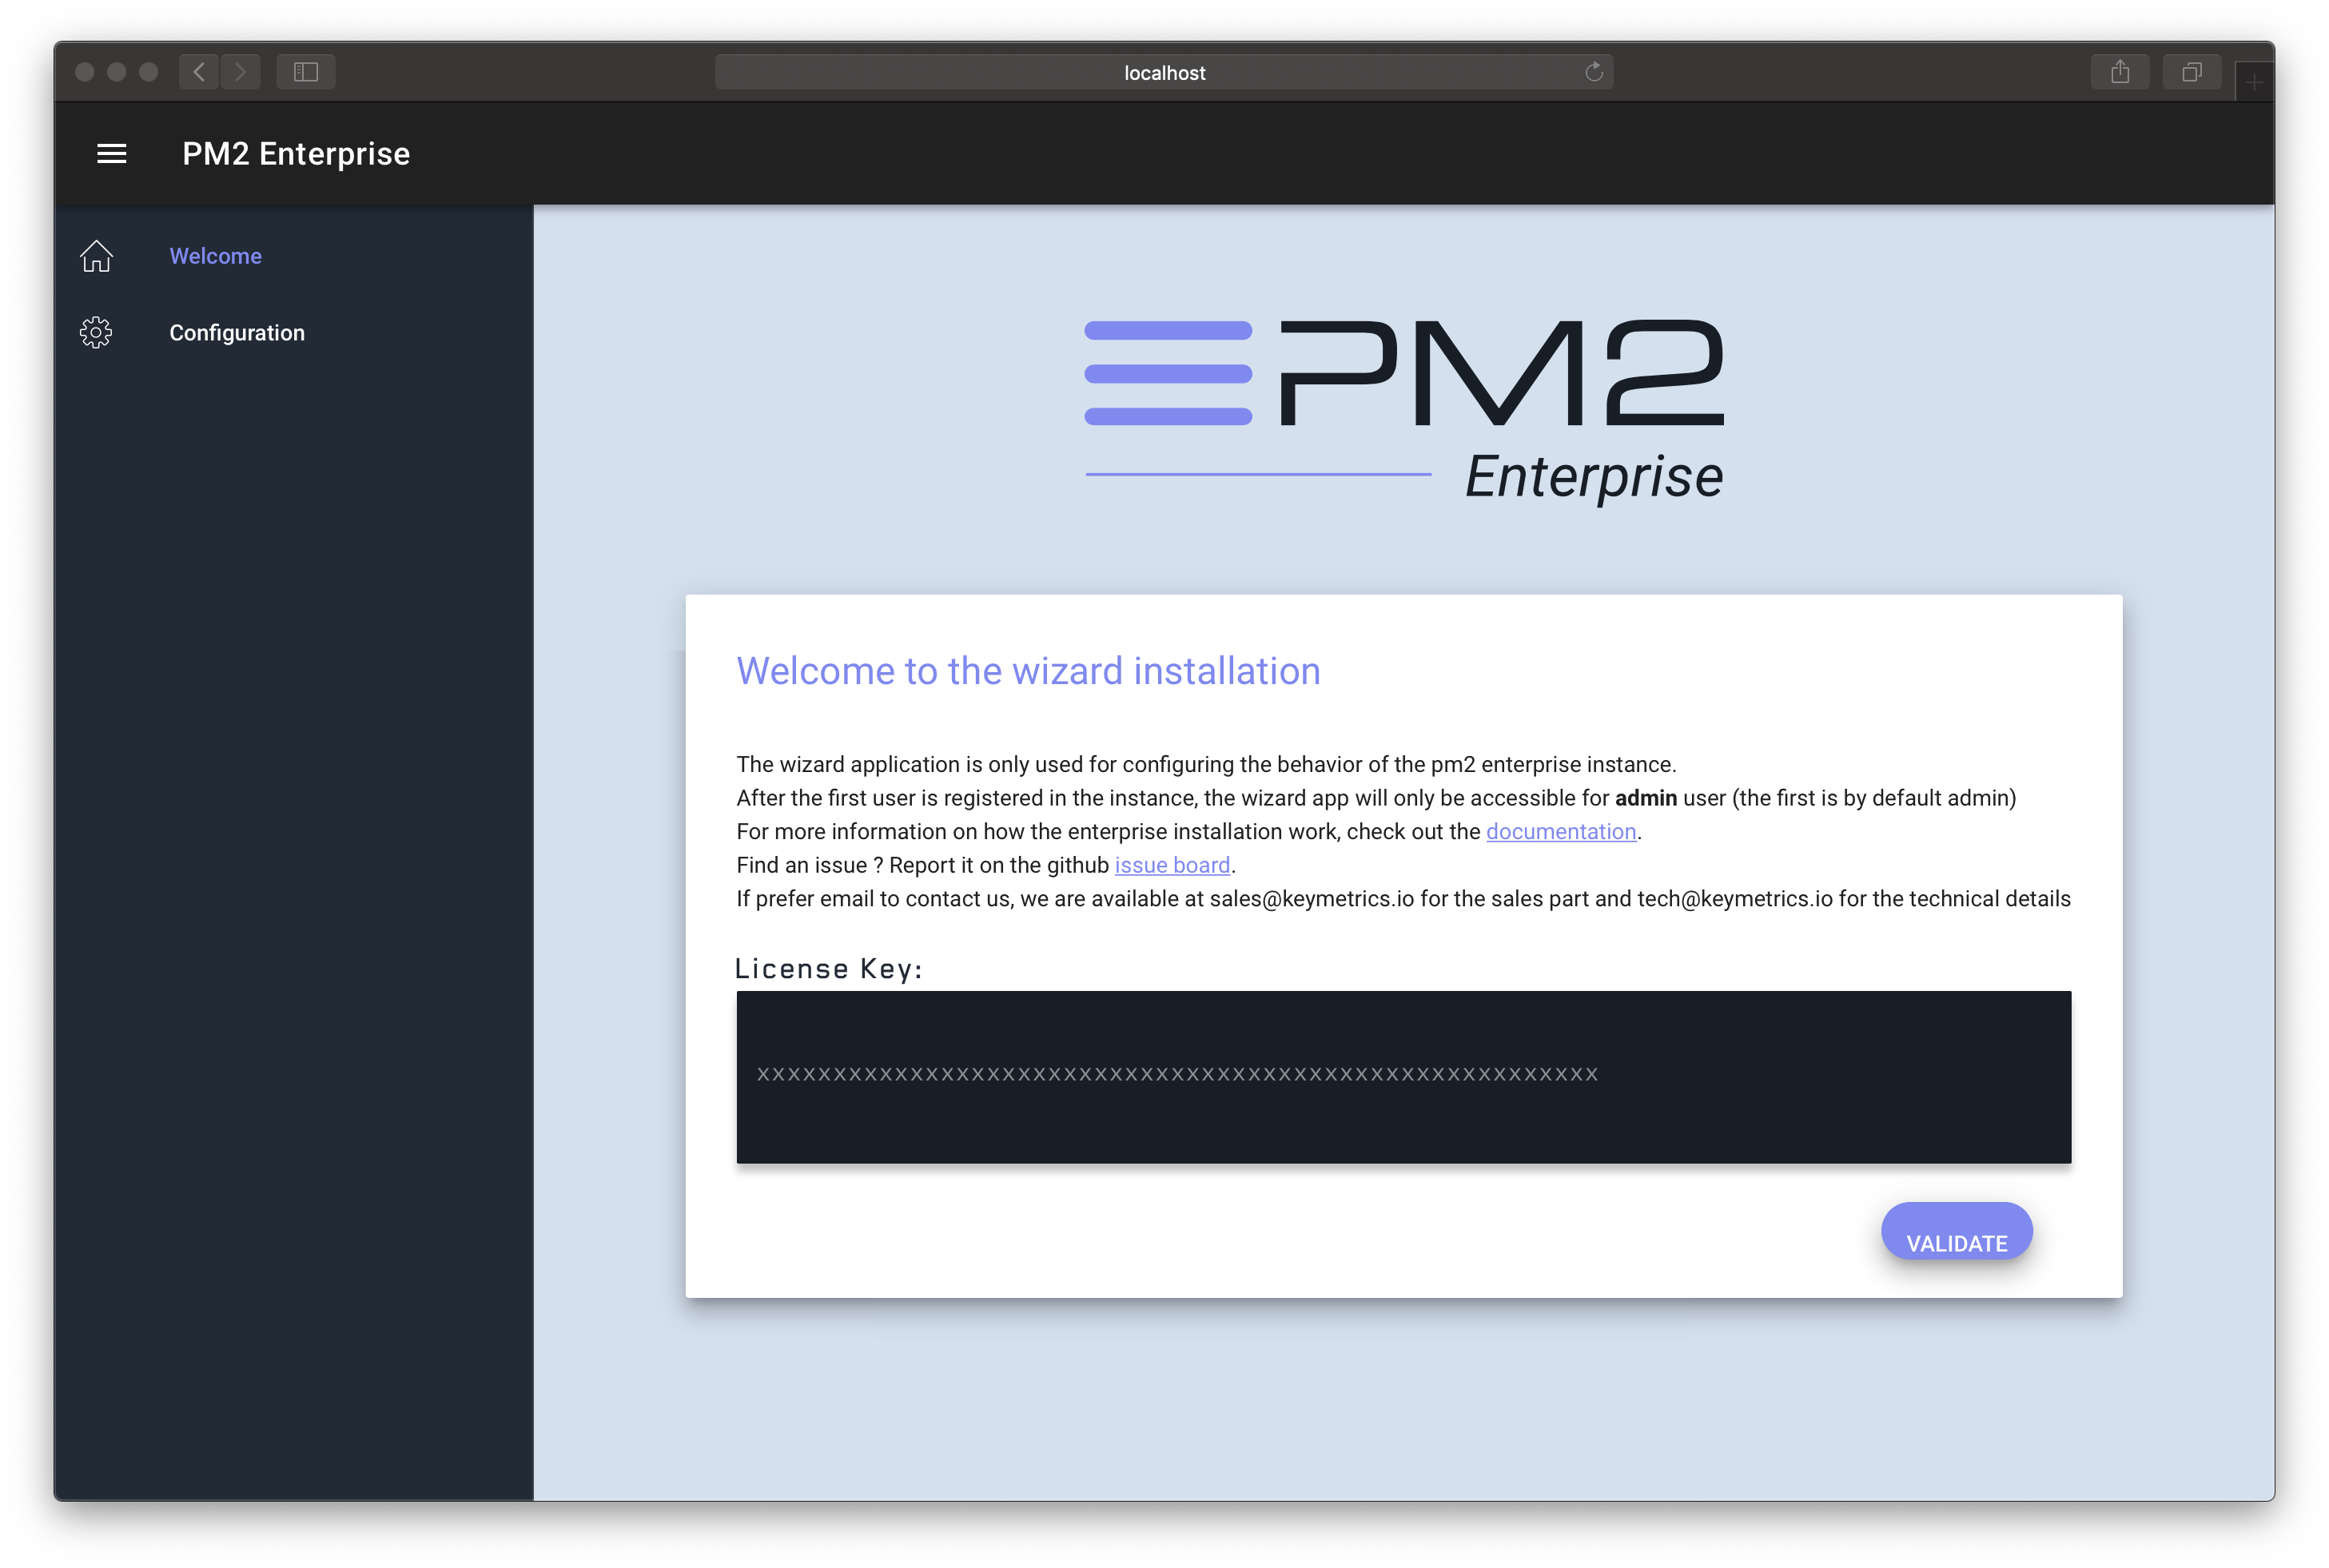 localhost
PM2 Enterprise
Welcome
Configuration
PM2
Enterprise
Welcome to the wizard installation
The wizard application is only used for configuring the behavior of the pm2 enterprise instance.
After the first user is registered in the instance, the wizard app will only be accessible for admin user (the first is by default admin)
For more information on how the enterprise installation work, check out the documentation.
Find an issue ? Report it on the github issue board.
If prefer email to contact us, we are available at sales@keymetrics.io for the sales part and tech@keymetrics.io for the technical details
License Key:
xxxxxxxxxxxxxxxxxxxxxxxxxxxxxxxxxxxxxxxxxxxxxxxxxxxxxxx
VALIDATE